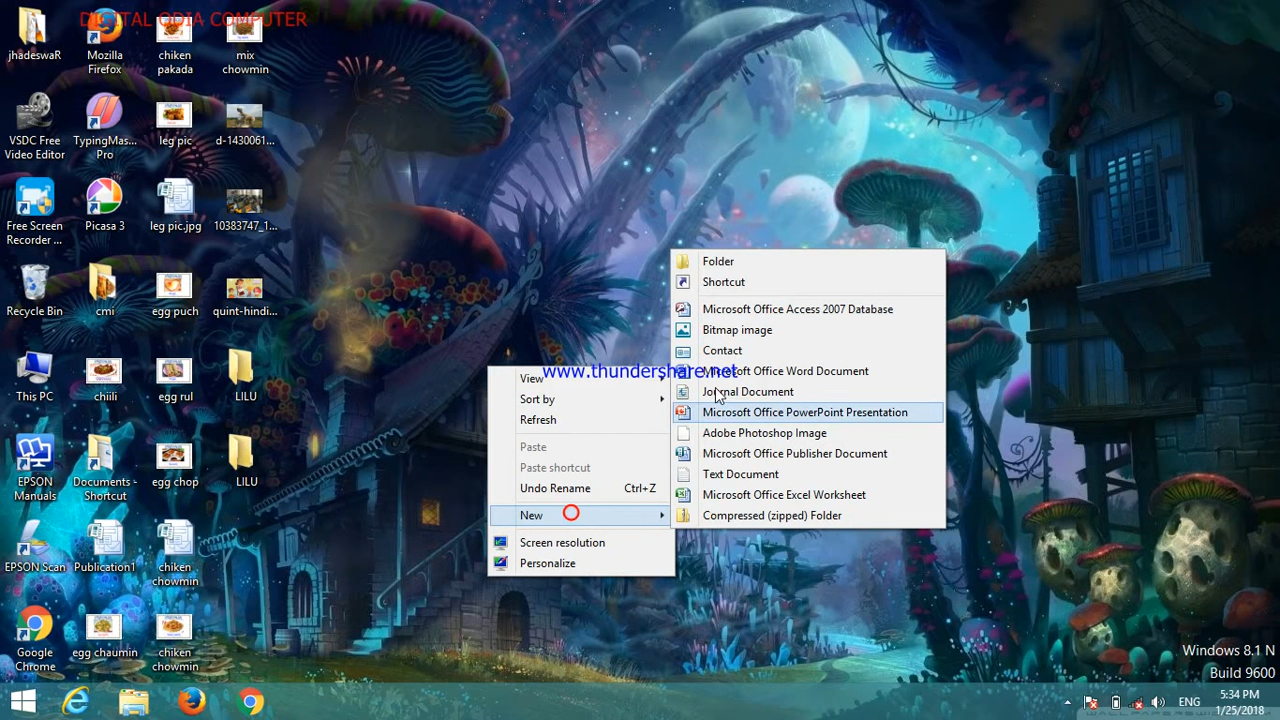 DIGITAL ODIA COMPUTER
jhadeswaR
Mozilla
Firefox
chiken
pakada
mix
chowmin
VSDC Free
Video Editor
TypingMas...
Pro
leg pic
d-1430061...
Free Screen
Recorder ...
Picasa 3
leg pic.jpg
10383747_1...
Recycle Bin
cmi
egg puch
quint-hindi...
This PC
chiili
egg rul
LILU
EPSON
Manuals
Documents -
Shortcut
egg chop
LILU
EPSON Scan
Publication1
chiken
chowmin
Google
Chrome
egg chaumin
chiken
chowmin
www.thundershare.net
View
Sort by
Refresh
Paste
Paste shortcut
Undo Rename Ctrl+Z
New
Screen resolution
Personalize
Folder
Shortcut
Microsoft Office Access 2007 Database
Bitmap image
Contact
Microsoft Office Word Document
Journal Document
Microsoft Office PowerPoint Presentation
Adobe Photoshop Image
Microsoft Office Publisher Document
Text Document
Microsoft Office Excel Worksheet
Compressed (zipped) Folder
Windows 8.1 N
Build 9600
ENG
5:34 PM
1/25/2018